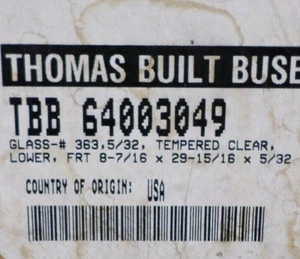 THOMAS BUILT BUSE
TBB 64003049
GLASS-# 363,5/32, TEMPERED CLEAR,
LOWER, FRT 8-7/16 x 29-15/16 x 5/32
COUNTRY OF ORIGIN: USA